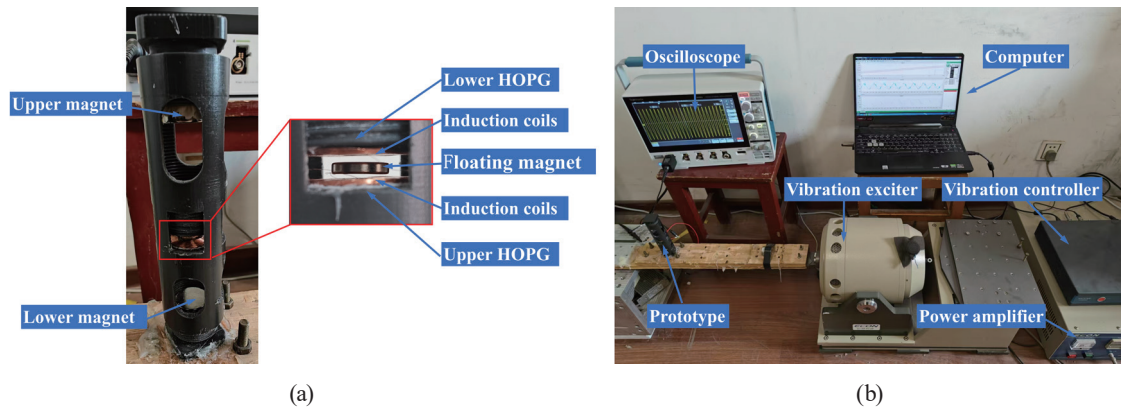 Upper magnet
Lower magnet
Lower HOPG
Induction coils
Floating magnet
Induction coils
Upper HOPG
(a)
Oscilloscope
Computer
Vibration exciter
Vibration controller
Prototype
Power amplifier
(b)